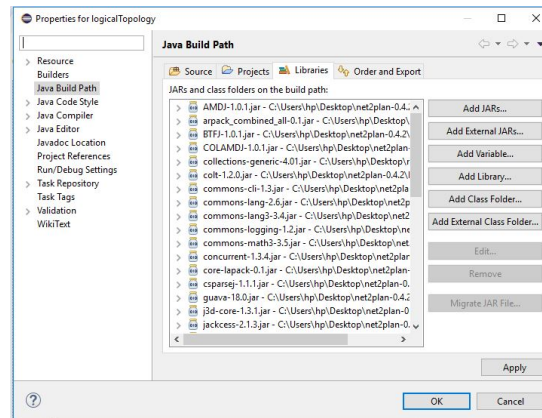 Properties for logicalTopology
Java Build Path
Resource
Builders
Java Build Path
Java Code Style
Java Compiler
Java Editor
Javadoc Location
Project References
Run/Debug Settings
Task Repository
Task Tags
Validation
WikiText
Source Projects Libraries Order and Export
JARs and class folders on the build path:
AMDJ-1.0.1.jar - C:\Users\hp\Desktop\net2plan-0.4.2
arpack_combined_all-0.1.jar - C:\Users\hp\Desktop\
BTFJ-1.0.1.jar - C:\Users\hp\Desktop\net2plan-0.4.2\
COLAMDJ-1.0.1.jar - C:\Users\hp\Desktop\net2plan-
collections-generic-4.01.jar - C:\Users\hp\Desktop\r
colt-1.2.0.jar - C:\Users\hp\Desktop\net2plan-0.4.2\l
commons-cli-1.3.jar - C:\Users\hp\Desktop\net2pla
commons-lang-2.6.jar - C:\Users\hp\Desktop\net2pl
commons-lang3-3.4.jar - C:\Users\hp\Desktop\net2
commons-logging-1.2.jar - C:\Users\hp\Desktop\ne
commons-math3-3.5.jar - C:\Users\hp\Desktop\net
concurrent-1.3.4.jar - C:\Users\hp\Desktop\net2plan
core-lapack-0.1.jar - C:\Users\hp\Desktop\net2plan-
csparsej-1.1.1.jar - C:\Users\hp\Desktop\net2plan-0
guava-18.0.jar - C:\Users\hp\Desktop\net2plan-0.4.2
j3d-core-1.3.1.jar - C:\Users\hp\Desktop\net2plan-0
jackcess-2.1.3.jar - C:\Users\hp\Desktop\net2plan-0.
Add JARs...
Add External JARs...
Add Variable...
Add Library...
Add Class Folder...
Add External Class Folder...
Edit...
Remove
Migrate JAR File...
Apply
OK Cancel